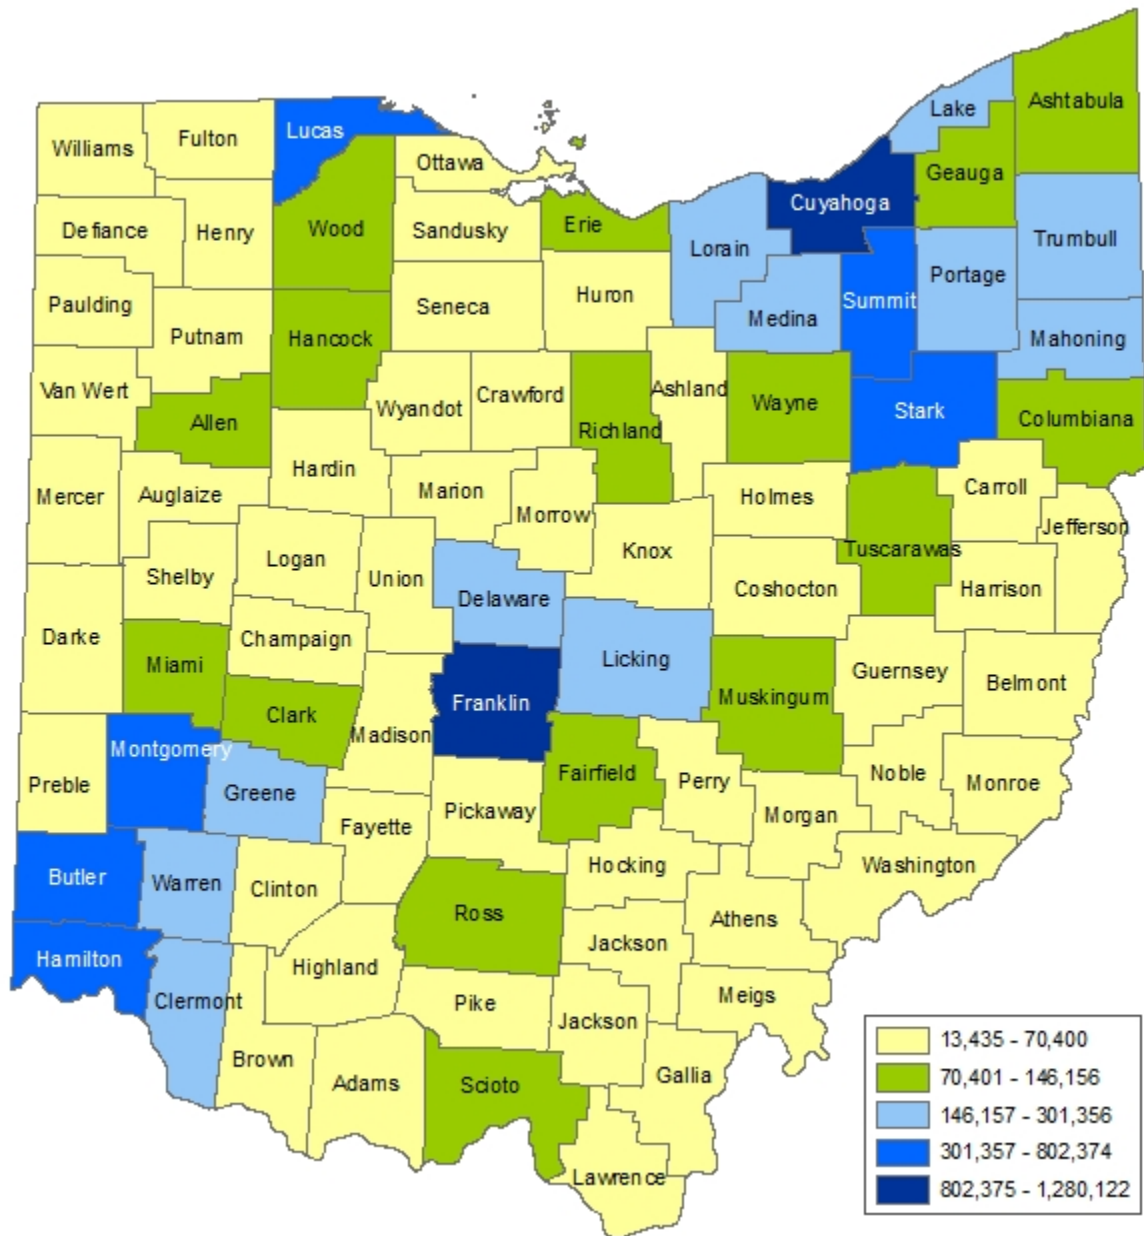 Ashtabula
Lake
Williams
Fulton
Lucas
Ottawa
Geauga
Cuyahoga
Defiance
Henry
Wood
Sandusky
Erie
Lorain
Trumbull
Portage
Paulding
Putnam
Hancock
Seneca
Huron
Medina
Summit
Mahoning
Van Wert
Allen
Wyandot
Crawford
Richland
Ashland
Wayne
Stark
Columbiana
Mercer
Auglaize
Hardin
Marion
Morrow
Holmes
Carroll
Jefferson
Shelby
Logan
Union
Knox
Tuscarawas
Coshocton
Harrison
Delaware
Darke
Champaign
Miami
Licking
Guernsey
Belmont
Clark
Franklin
Muskingum
Madison
Montgomery
Preble
Greene
Fairfield
Perry
Noble
Monroe
Pickaway
Morgan
Fayette
Butler
Warren
Clinton
Hocking
Washington
Ross
Athens
Jackson
Hamilton
Highland
Clermont
Pike
Jackson
Meigs
Brown
Adams
Scioto
Gallia
Lawrence
13,435 - 70,400
70,401 - 146,156
146,157 - 301,356
301,357 - 802,374
802,375 - 1,280,122